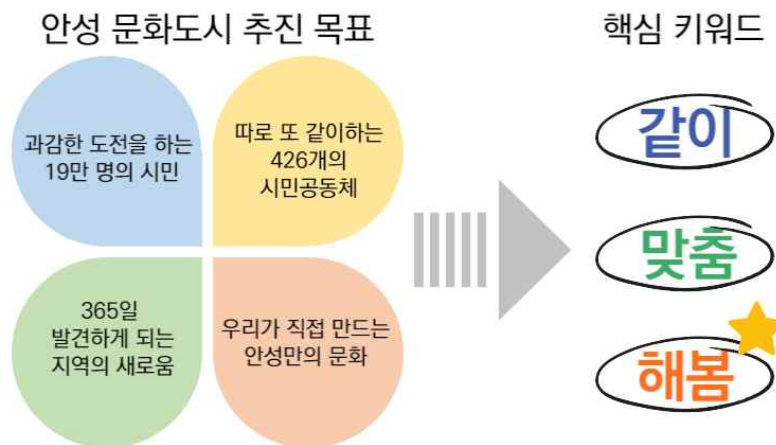 안성 문화도시 추진 목표
핵심 키워드
과감한 도전을 하는
19만 명의 시민
따로 또 같이하는
426개의
시민공동체
365일
발견하게 되는
지역의 새로움
우리가 직접 만드는
안성만의 문화
같이
맞춤
해봄